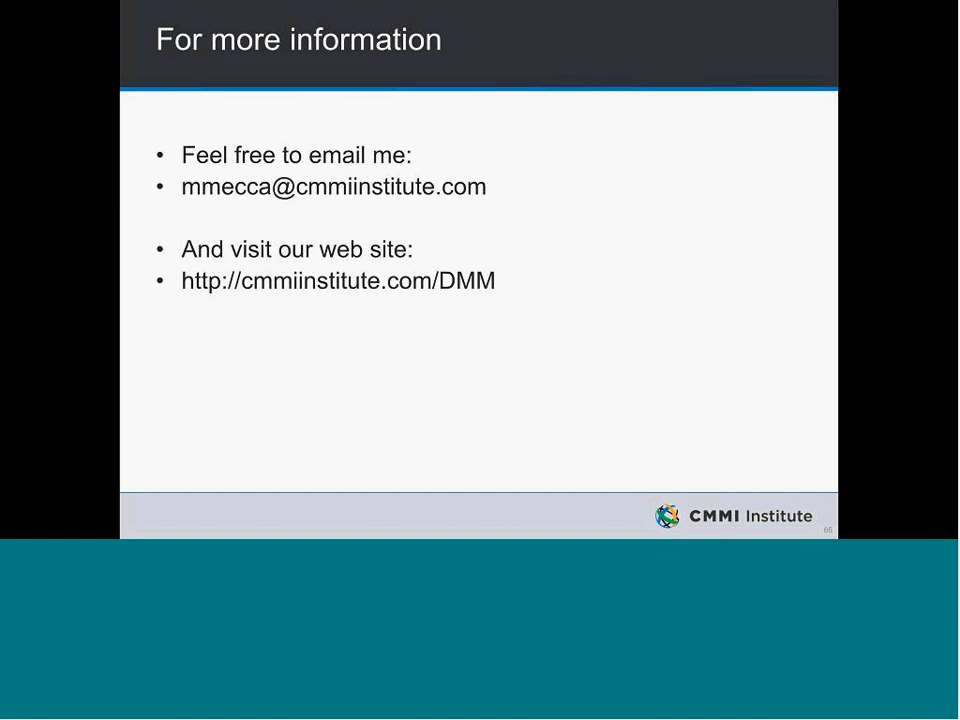 For more information
• Feel free to email me:
• mmecca@cmmiinstitute.com
• And visit our web site:
• http://cmmiinstitute.com/DMM
CMMI Institute
66